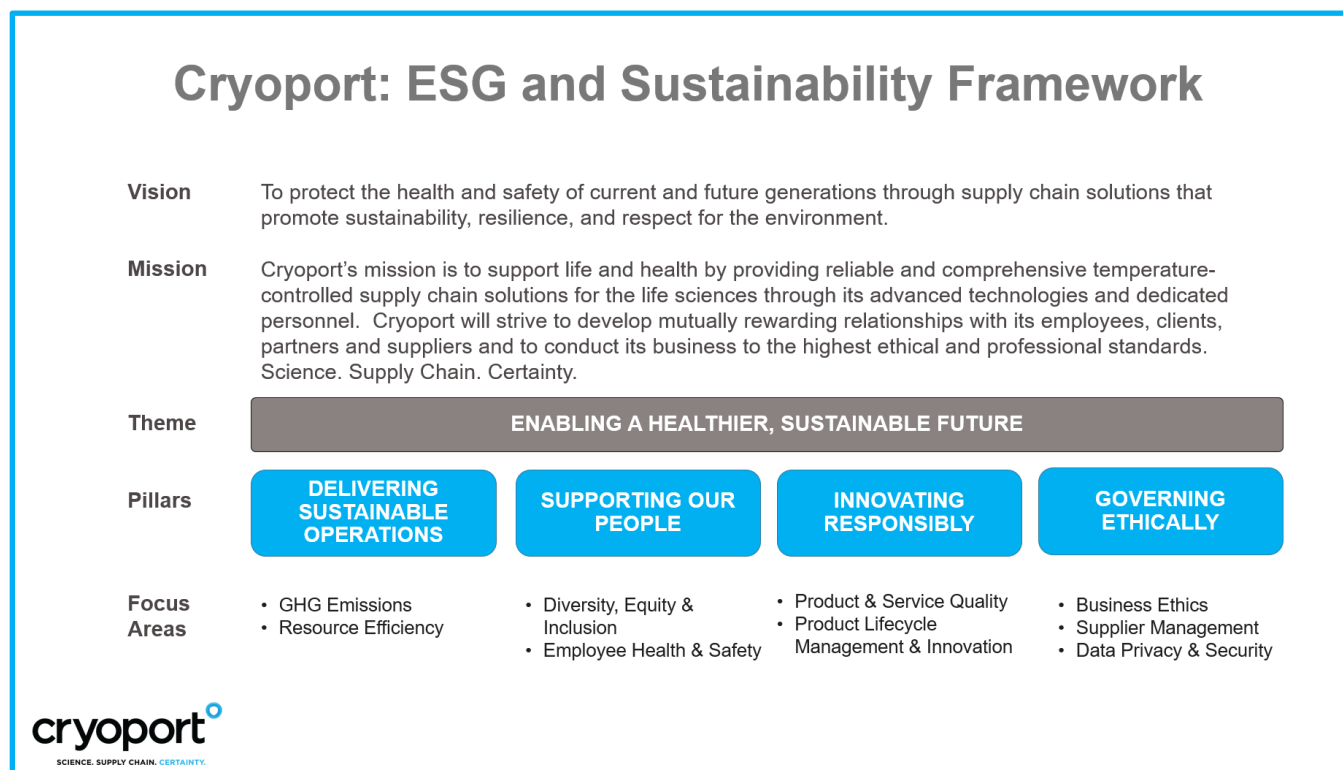 Cryoport: ESG and Sustainability Framework
Vision
To protect the health and safety of current and future generations through supply chain solutions that
promote sustainability, resilience, and respect for the environment.
Mission
Cryoport’s mission is to support life and health by providing reliable and comprehensive temperature-
controlled supply chain solutions for the life sciences through its advanced technologies and dedicated
personnel.  Cryoport will strive to develop mutually rewarding relationships with its employees, clients,
partners and suppliers and to conduct its business to the highest ethical and professional standards.
Science. Supply Chain. Certainty.
Theme
ENABLING A HEALTHIER, SUSTAINABLE FUTURE
Pillars
DELIVERING
SUSTAINABLE
OPERATIONS
SUPPORTING OUR
PEOPLE
INNOVATING
RESPONSIBLY
GOVERNING
ETHICALLY
Focus
Areas
• GHG Emissions
• Resource Efficiency
• Diversity, Equity &
Inclusion
• Employee Health & Safety
• Product & Service Quality
• Product Lifecycle
Management & Innovation
• Business Ethics
• Supplier Management
• Data Privacy & Security
cryoport
SCIENCE. SUPPLY CHAIN. CERTAINTY.